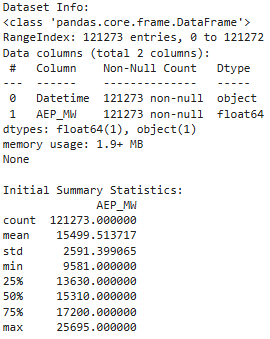 Dataset Info:
<class 'pandas.core.frame.DataFrame'>
RangeIndex: 121273 entries, 0 to 121272
Data columns (total 2 columns):
 #   Column    Non-Null Count   Dtype
---  ------    --------------   -----
 0   Datetime  121273 non-null  object
 1   AEP_MW    121273 non-null  float64
dtypes: float64(1), object(1)
memory usage: 1.9+ MB
None

Initial Summary Statistics:
              AEP_MW
count  121273.000000
mean    15499.513717
std      2591.399065
min      9581.000000
25%     13630.000000
50%     15310.000000
75%     17200.000000
max     25695.000000